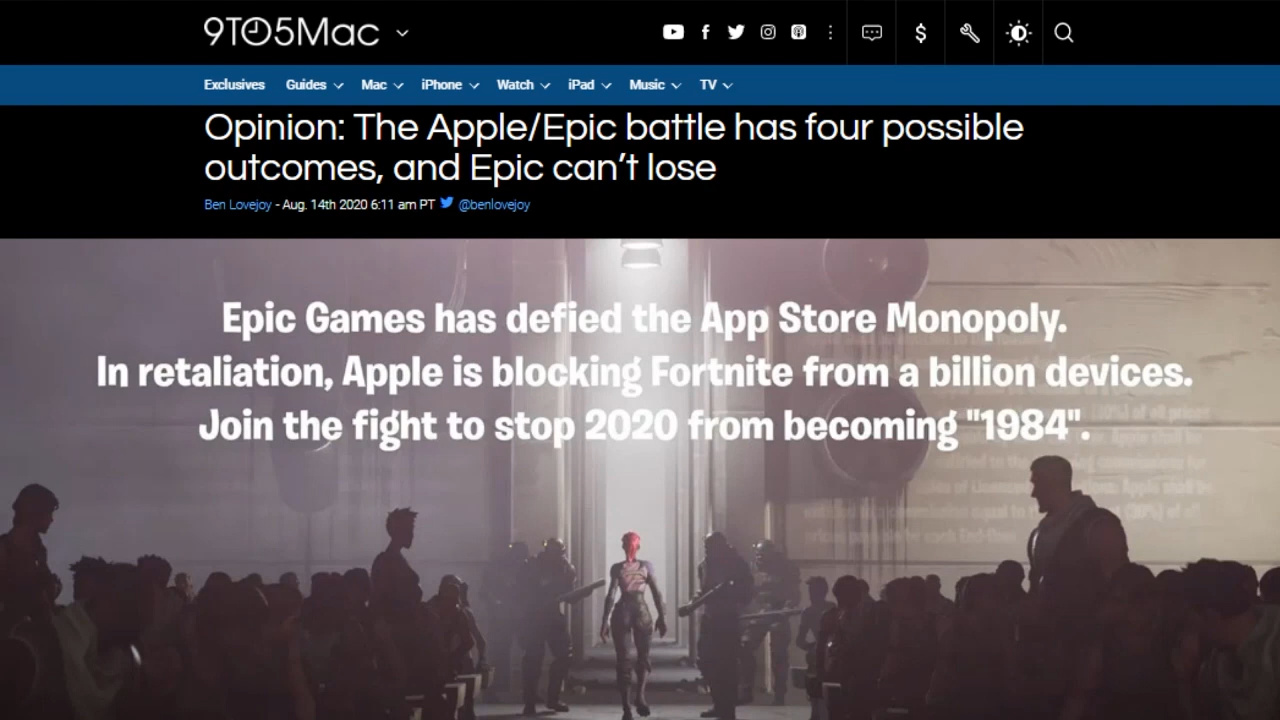 9TO5Mac
Exclusives Guides Mac iPhone Watch iPad Music TV
Opinion: The Apple/Epic battle has four possible
outcomes, and Epic can’t lose
Ben Lovejoy - Aug. 14th 2020 6:11 am PT @benlovejoy
Epic Games has defied the App Store Monopoly.
In retaliation, Apple is blocking Fortnite from a billion devices.
Join the fight to stop 2020 from becoming "1984".